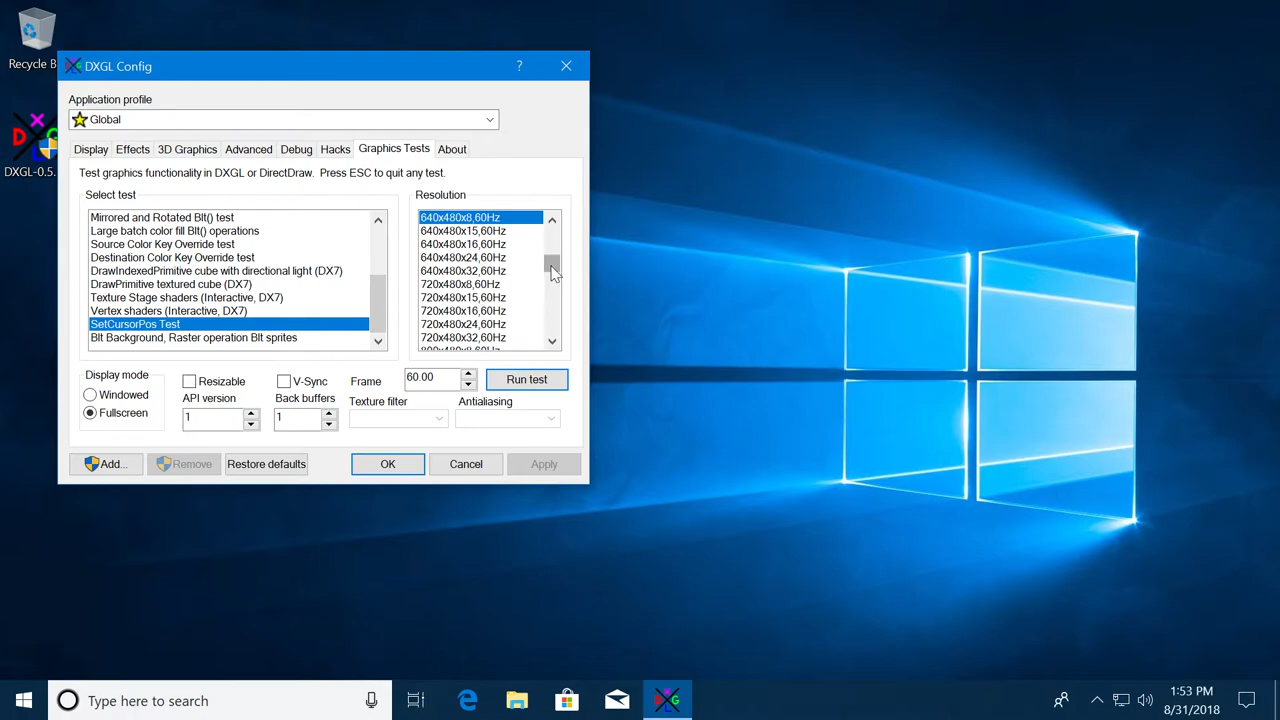 Recycle B
DXGL-0.5.
DXGL Config
?
Application profile
Global
Display
Effects
3D Graphics
Advanced
Debug
Hacks
Graphics Tests
About
Test graphics functionality in DXGL or DirectDraw. Press ESC to quit any test.
Select test
Mirrored and Rotated Blt() test
Large batch color fill Blt() operations
Source Color Key Override test
Destination Color Key Override test
DrawIndexedPrimitive cube with directional light (DX7)
DrawPrimitive textured cube (DX7)
Texture Stage shaders (Interactive, DX7)
Vertex shaders (Interactive, DX7)
SetCursorPos Test
Blt Background, Raster operation Blt sprites
Resolution
640x480x8,60Hz
640x480x15,60Hz
640x480x16,60Hz
640x480x24,60Hz
640x480x32,60Hz
720x480x8,60Hz
720x480x15,60Hz
720x480x16,60Hz
720x480x24,60Hz
720x480x32,60Hz
800x480x8,60Hz
Display mode
Windowed
Fullscreen
Resizable
API version
1
V-Sync
Back buffers
1
Frame
60.00
Run test
Texture filter
Antialiasing
Add...
Remove
Restore defaults
OK
Cancel
Apply
Type here to search
1:53 PM
8/31/2018